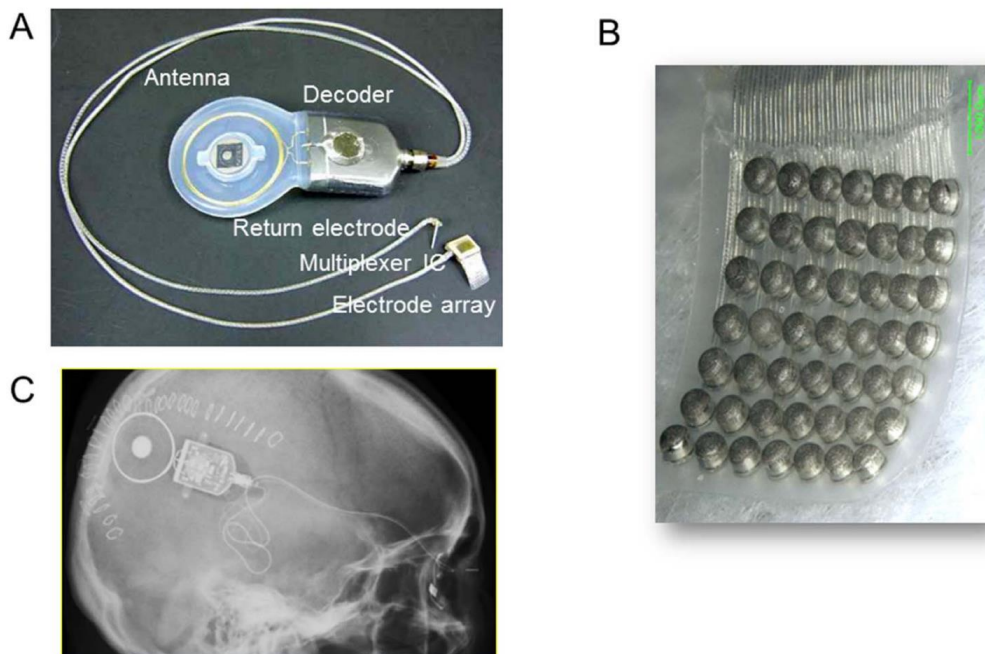 A
Antenna
Decoder
Return electrode
Multiplexer IC
Electrode array
B
C